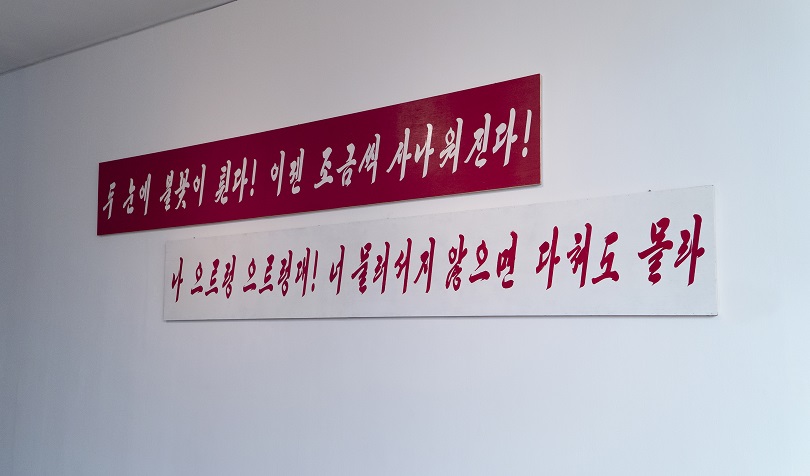 두 눈에 불꽃이 튄다! 이젠 조금씩 사나워진다!
나 으르렁 으르렁대! 너 물러서지 않으면 다쳐도 몰라